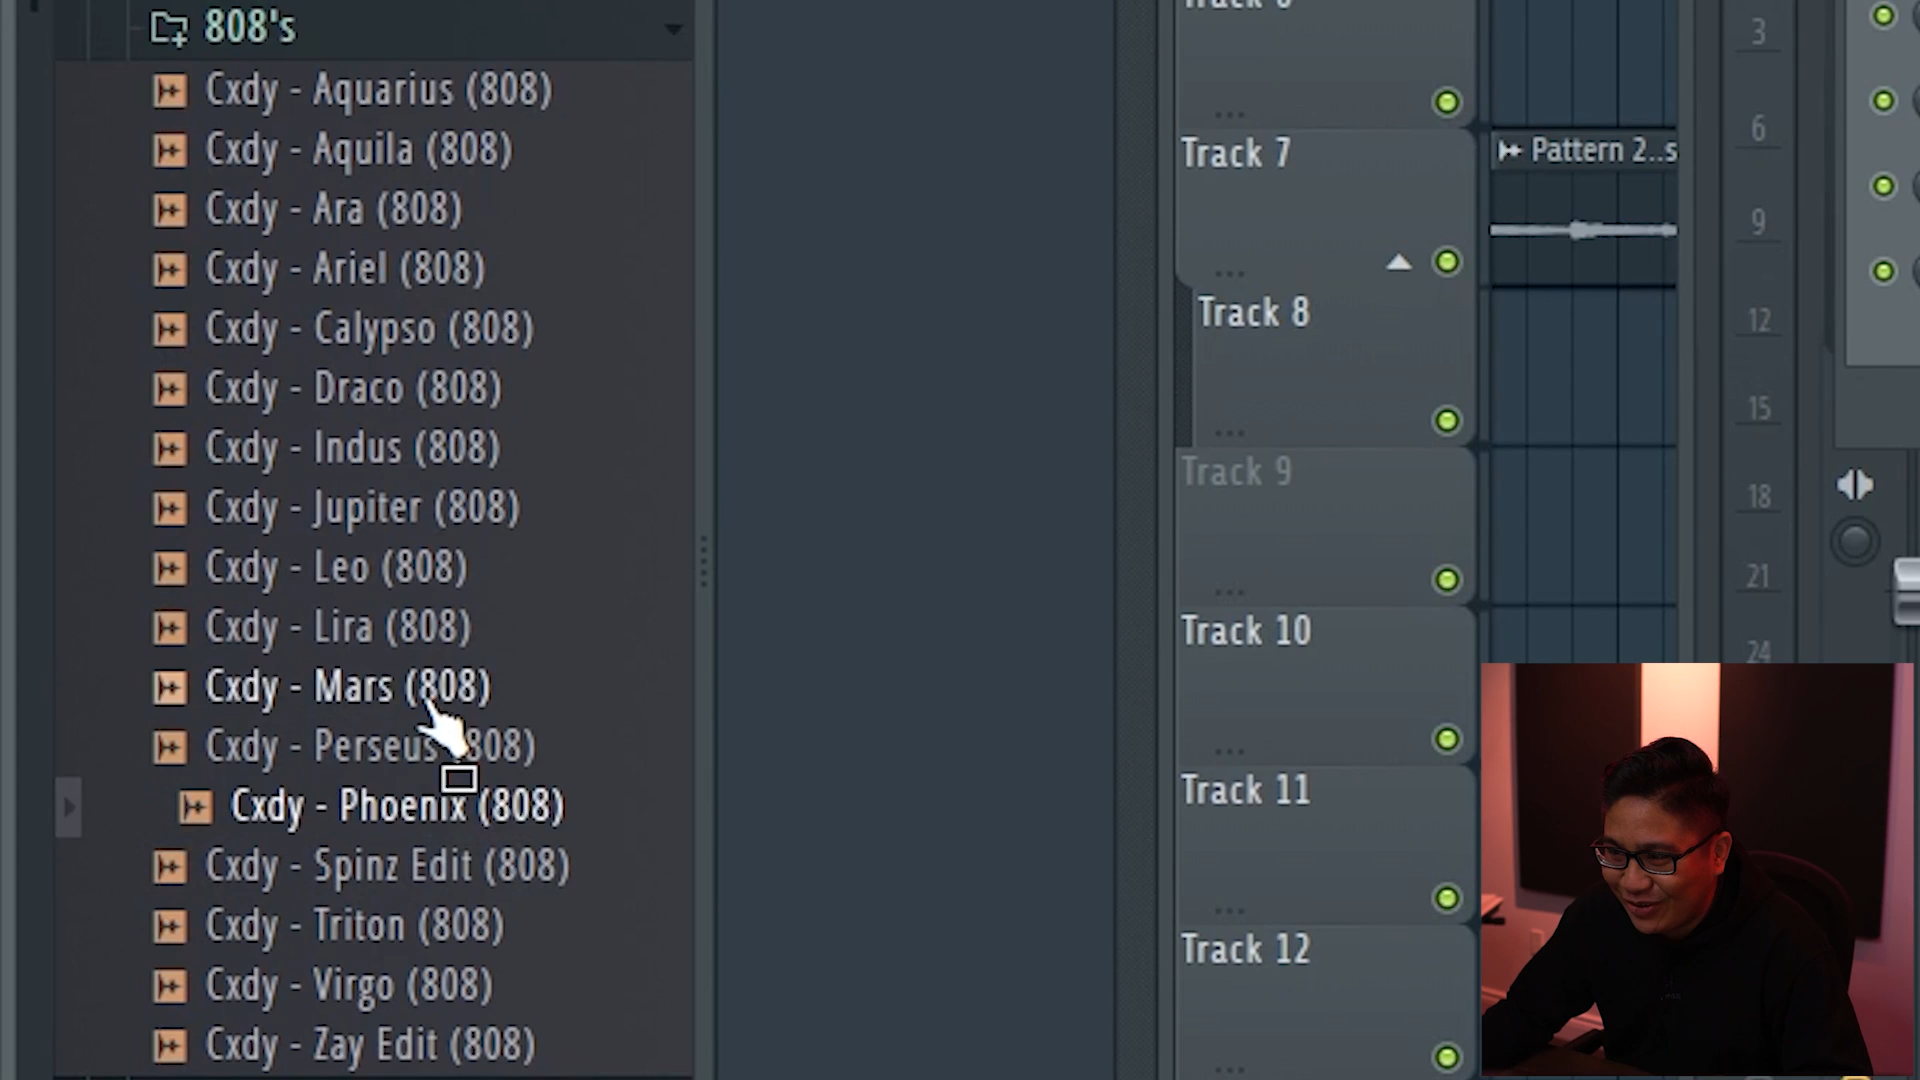 808's
Cxdy - Aquarius (808)
Cxdy - Aquila (808)
Cxdy - Ara (808)
Cxdy - Ariel (808)
Cxdy - Calypso (808)
Cxdy - Draco (808)
Cxdy - Indus (808)
Cxdy - Jupiter (808)
Cxdy - Leo (808)
Cxdy - Lira (808)
Cxdy - Mars (808)
Cxdy - Perseus (808)
Cxdy - Phoenix (808)
Cxdy - Spinz Edit (808)
Cxdy - Triton (808)
Cxdy - Virgo (808)
Cxdy - Zay Edit (808)
Track 7
Track 8
Track 9
Track 10
Track 11
Track 12
Pattern 2..s
3
6
9
12
15
18
21
24